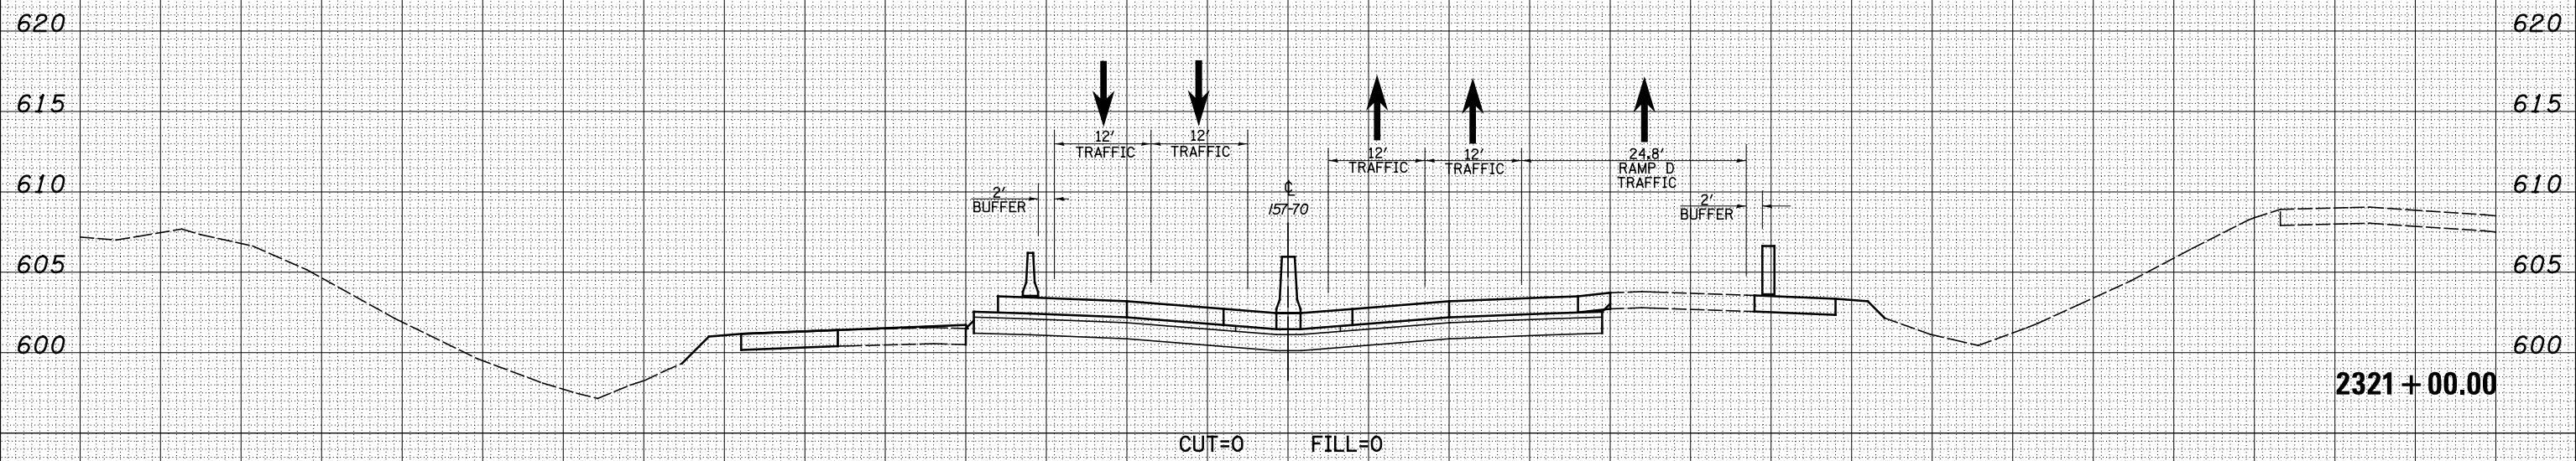 620 620
615 615
12' 12'
TRAFFIC TRAFFIC
12' 12' 24.8'
TRAFFIC TRAFFIC RAMP D
TRAFFIC
610 610
2' ℄ 2'
BUFFER I57-70 BUFFER
605 605
600 600
2321+00.00
CUT=0 FILL=0